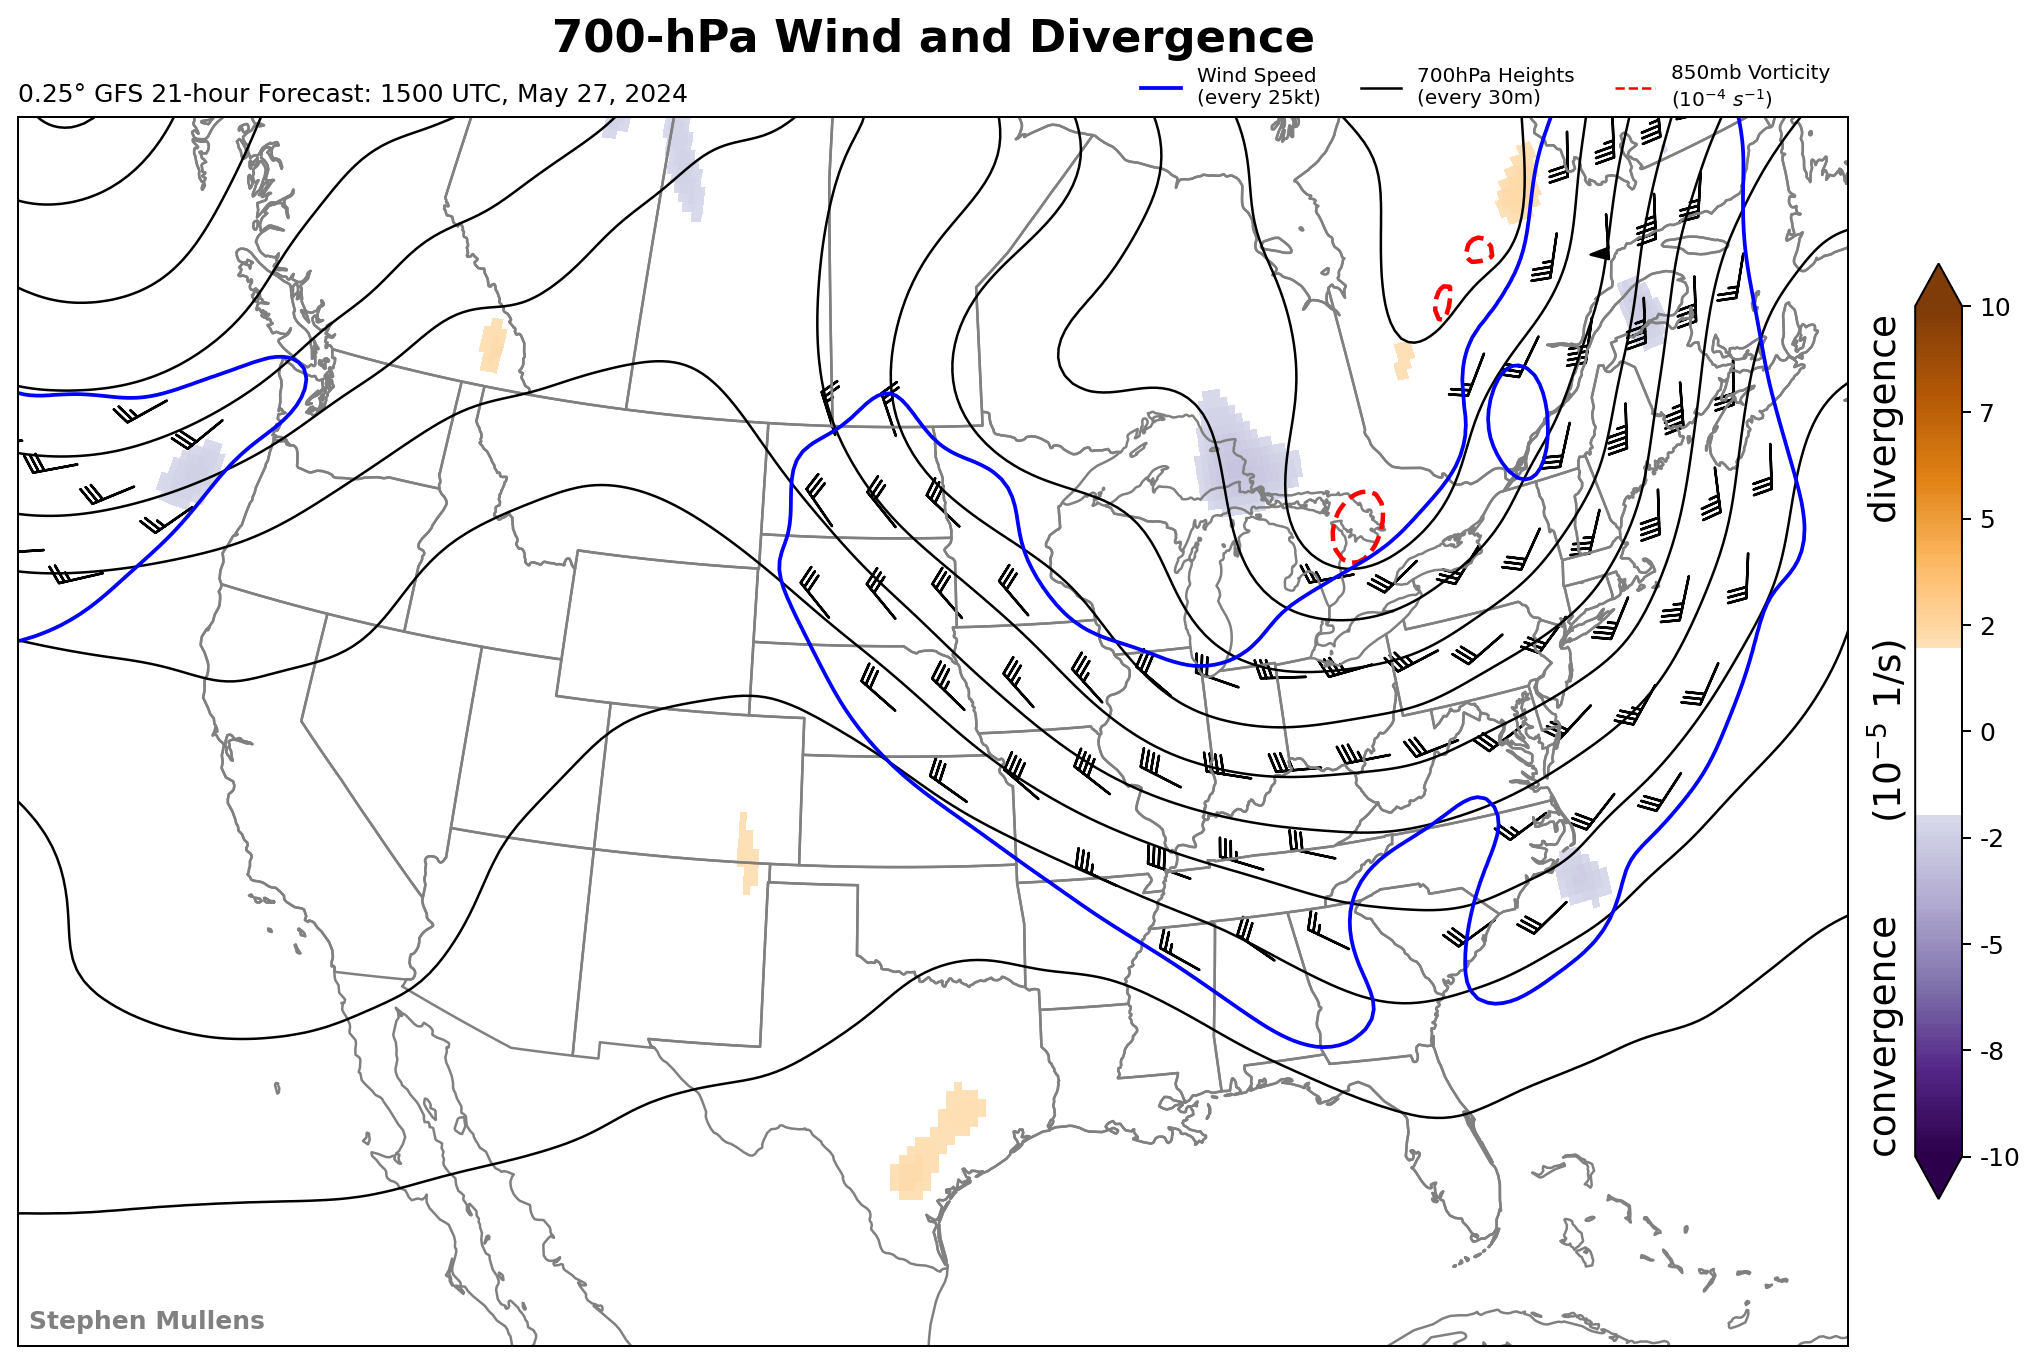 700-hPa Wind and Divergence
0.25° GFS 21-hour Forecast: 1500 UTC, May 27, 2024
Wind Speed
(every 25kt)
700hPa Heights
(every 30m)
850mb Vorticity
(10⁻⁴ s⁻¹)
10
7
5
2
0
-2
-5
-8
-10
convergence (10⁻⁵ 1/s) divergence
Stephen Mullens